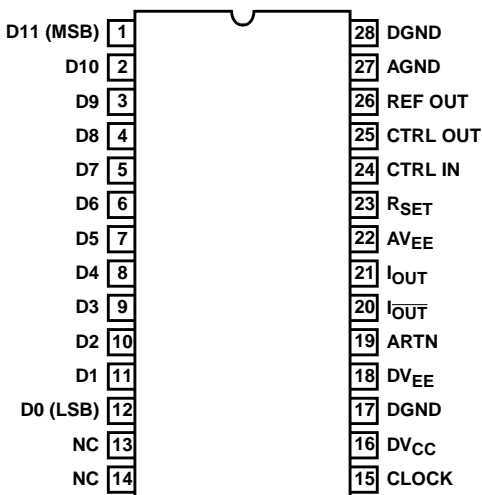 D11 (MSB) 1 28 DGND
D10 2 27 AGND
D9 3 26 REF OUT
D8 4 25 CTRL OUT
D7 5 24 CTRL IN
D6 6 23 RSET
D5 7 22 AVEE
D4 8 21 IOUT
D3 9 20 I̅O̅U̅T̅
D2 10 19 ARTN
D1 11 18 DVEE
D0 (LSB) 12 17 DGND
NC 13 16 DVCC
NC 14 15 CLOCK